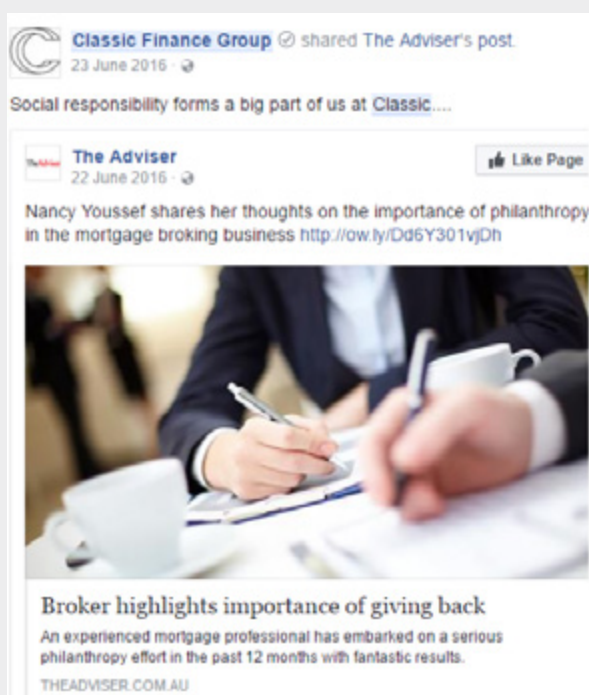 Classic Finance Group shared The Adviser's post.
23 June 2016
Social responsibility forms a big part of us at Classic....
The Adviser
Like Page
22 June 2016
Nancy Youssef shares her thoughts on the importance of philanthropy
in the mortgage broking business http://ow.ly/Dd6Y301vjDh
Broker highlights importance of giving back
An experienced mortgage professional has embarked on a serious
philanthropy effort in the past 12 months with fantastic results.
THEADVISER.COM.AU